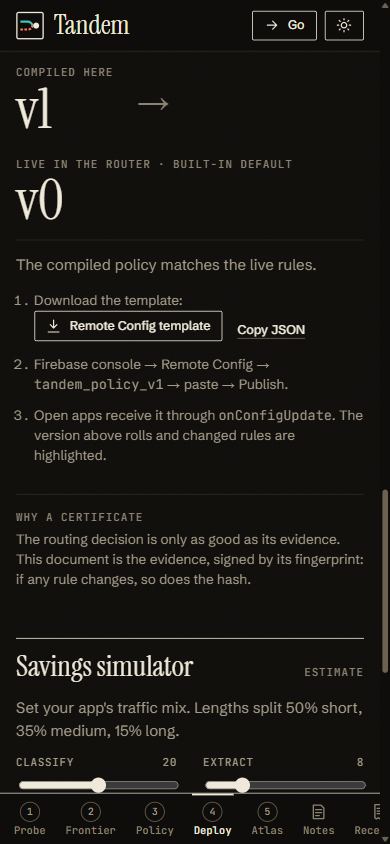 Tandem
→ Go
COMPILED HERE
v1 →
LIVE IN THE ROUTER · BUILT-IN DEFAULT
v0
The compiled policy matches the live rules.
1. Download the template:
Remote Config template Copy JSON
2. Firebase console → Remote Config →
tandem_policy_v1 → paste → Publish.
3. Open apps receive it through onConfigUpdate. The
version above rolls and changed rules are
highlighted.
WHY A CERTIFICATE
The routing decision is only as good as its evidence.
This document is the evidence, signed by its fingerprint:
if any rule changes, so does the hash.
Savings simulator ESTIMATE
Set your app's traffic mix. Lengths split 50% short,
35% medium, 15% long.
CLASSIFY 20 EXTRACT 8
1 2 3 4 5
Probe Frontier Policy Deploy Atlas Notes Rece